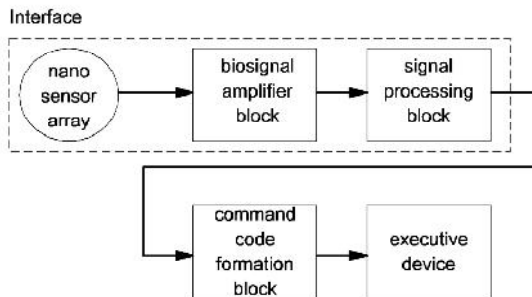 Interface
nano
sensor
array
biosignal
amplifier
block
signal
processing
block
command
code
formation
block
executive
device